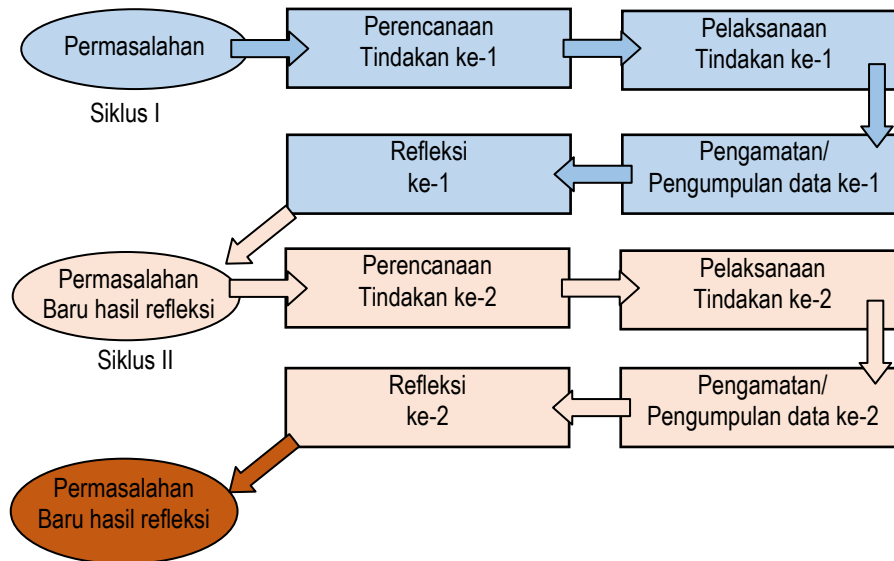 Permasalahan
Perencanaan
Tindakan ke-1
Pelaksanaan
Tindakan ke-1
Siklus I
Refleksi
ke-1
Pengamatan/
Pengumpulan data ke-1
Permasalahan
Baru hasil refleksi
Perencanaan
Tindakan ke-2
Pelaksanaan
Tindakan ke-2
Siklus II
Refleksi
ke-2
Pengamatan/
Pengumpulan data ke-2
Permasalahan
Baru hasil refleksi